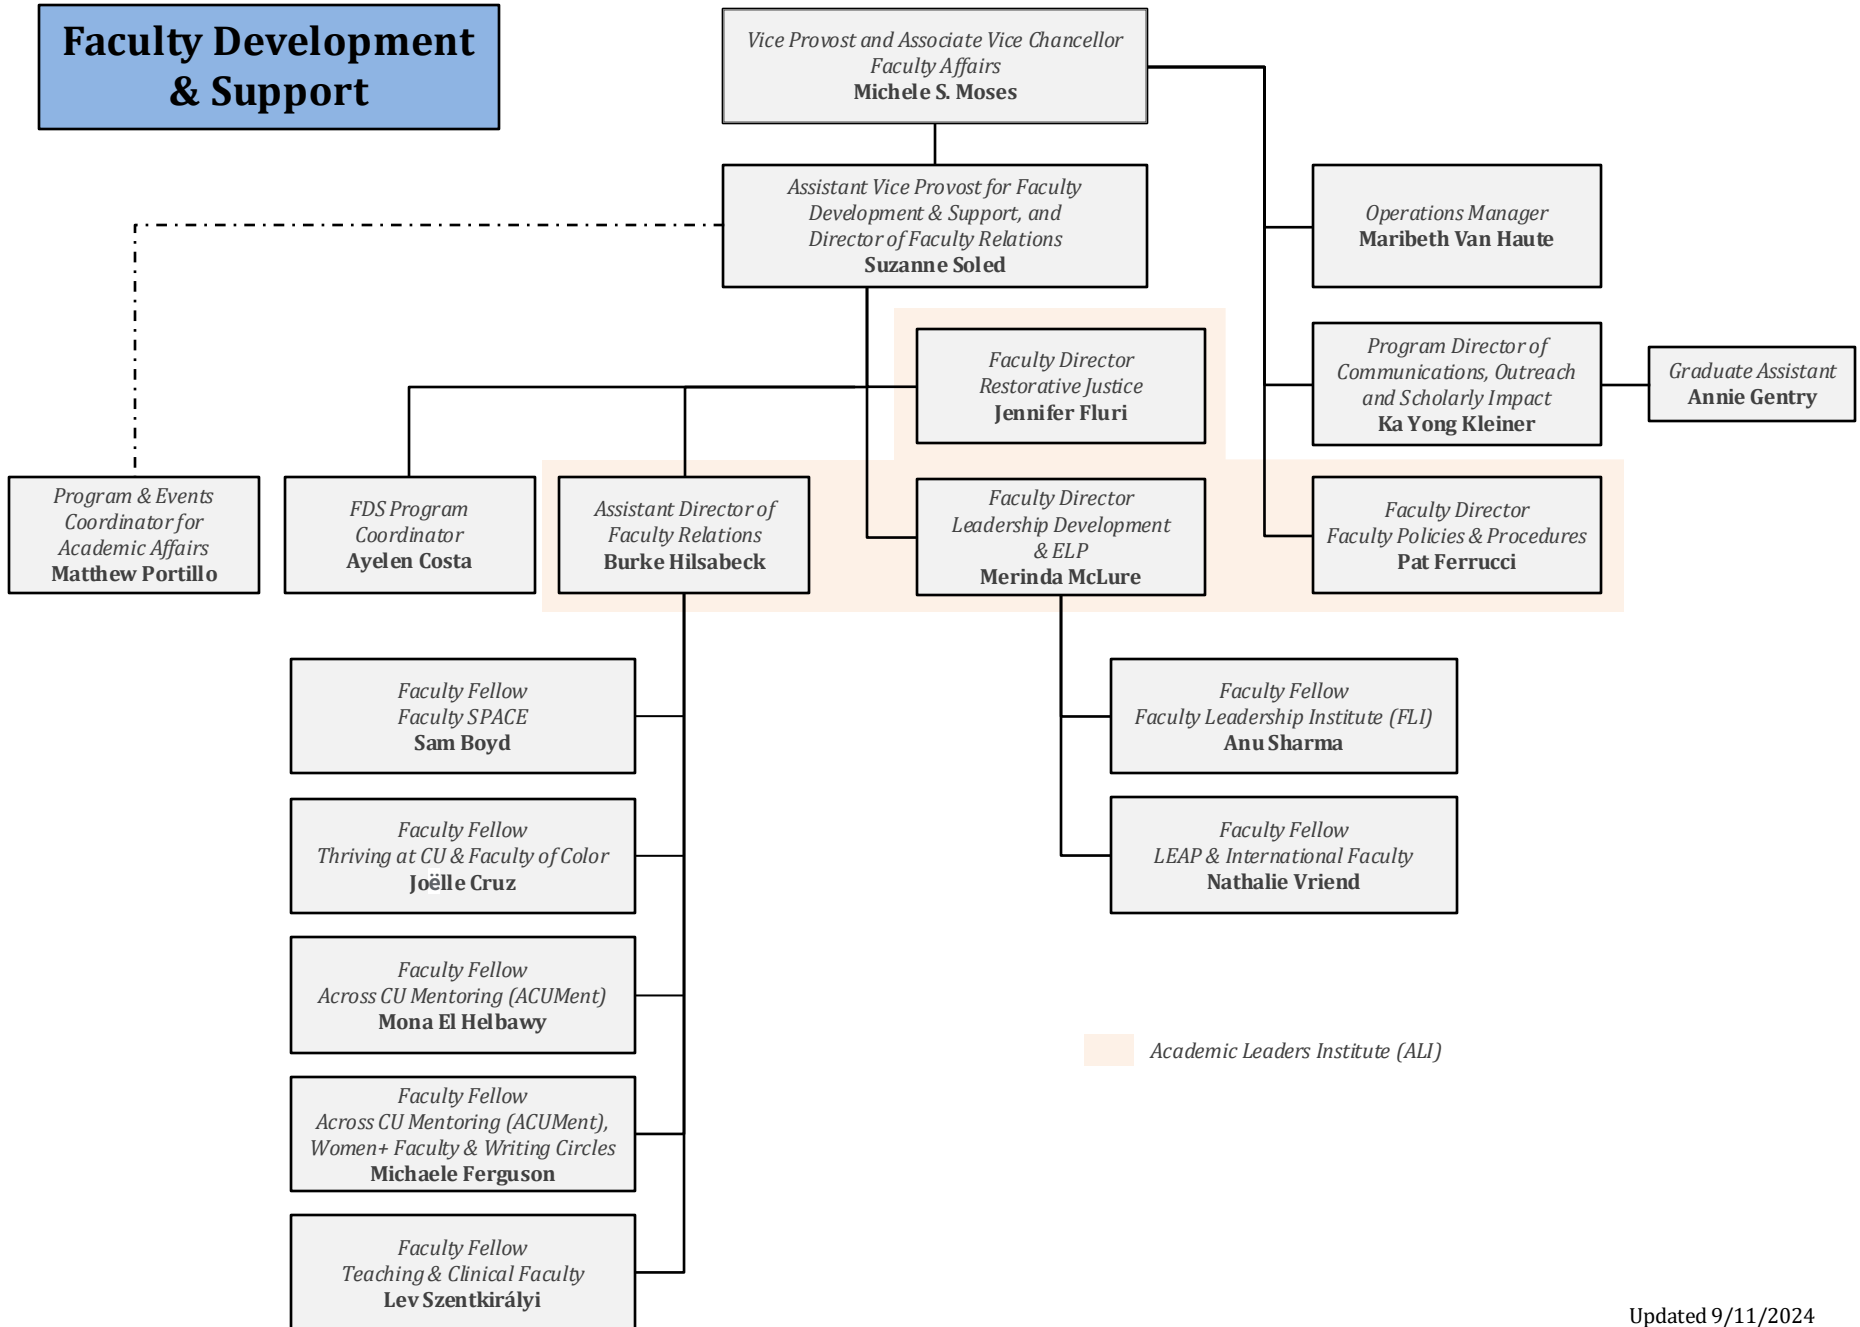 Faculty Development
& Support
Vice Provost and Associate Vice Chancellor
Faculty Affairs
Michele S. Moses
Assistant Vice Provost for Faculty
Development & Support, and
Director of Faculty Relations
Suzanne Soled
Operations Manager
Maribeth Van Haute
Faculty Director
Restorative Justice
Jennifer Fluri
Program Director of
Communications, Outreach
and Scholarly Impact
Ka Yong Kleiner
Graduate Assistant
Annie Gentry
Program & Events
Coordinator for
Academic Affairs
Matthew Portillo
FDS Program
Coordinator
Ayelen Costa
Assistant Director of
Faculty Relations
Burke Hilsabeck
Faculty Director
Leadership Development
& ELP
Merinda McLure
Faculty Director
Faculty Policies & Procedures
Pat Ferrucci
Faculty Fellow
Faculty SPACE
Sam Boyd
Faculty Fellow
Faculty Leadership Institute (FLI)
Anu Sharma
Faculty Fellow
Thriving at CU & Faculty of Color
Joëlle Cruz
Faculty Fellow
LEAP & International Faculty
Nathalie Vriend
Faculty Fellow
Across CU Mentoring (ACUMent)
Mona El Helbawy
Academic Leaders Institute (ALI)
Faculty Fellow
Across CU Mentoring (ACUMent),
Women+ Faculty & Writing Circles
Michaele Ferguson
Faculty Fellow
Teaching & Clinical Faculty
Lev Szentkirályi
Updated 9/11/2024